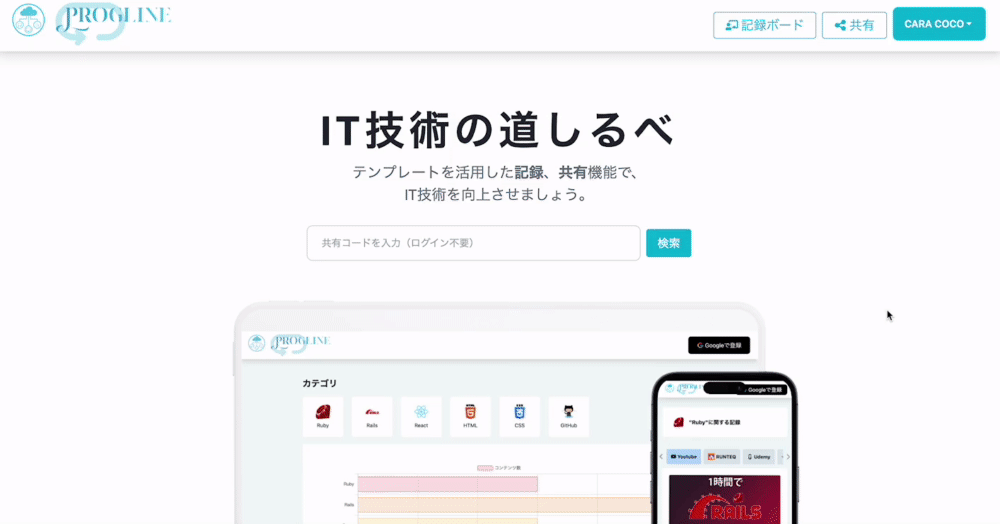 PROGLINE
記録ボード
共有
CARA COCO
IT技術の道しるべ
テンプレートを活用した記録、共有機能で、
IT技術を向上させましょう。
共有コードを入力（ログイン不要）
検索
PROGLINE
Googleで登録
カテゴリ
Ruby
Rails
React
HTML
CSS
GitHub
コンテンツ数
Ruby
Rails
PROGLINE
Googleで登録
"Ruby"に関する記録
Youtube
RUNTEQ
Udemy
1時間で
RAILS